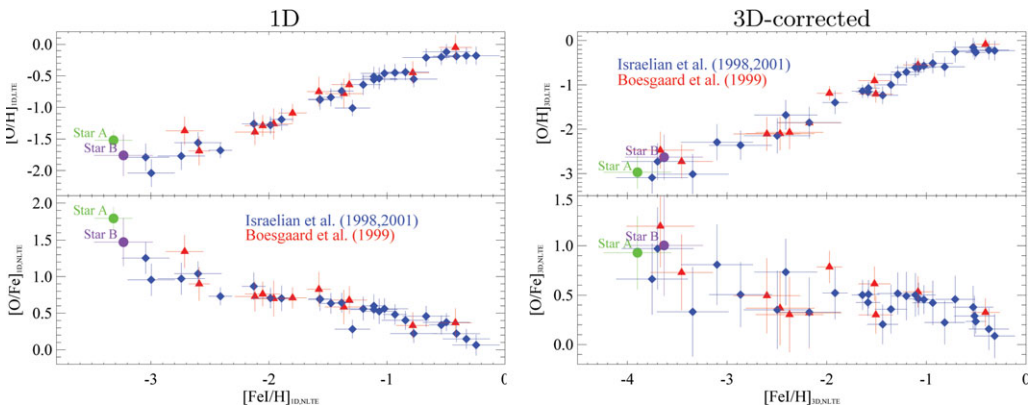 1D
3D-corrected
[O/H]1D,NLTE
0.0
-0.5
-1.0
-1.5
-2.0
Star A
Star B
[O/Fe]3D,NLTE
2.0
1.5
1.0
0.5
0.0
Star A
Star B
Israelian et al. (1998,2001)
Boesgaard et al. (1999)
-3
-2
-1
0
[FeI/H]1D,NLTE
[O/H]3D,LTE
0
-1
-2
-3
Israelian et al. (1998,2001)
Boesgaard et al. (1999)
Star A
Star B
[O/Fe]3D,NLTE
1.5
1.0
0.5
0.0
Star B
Star A
-4
-3
-2
-1
0
[FeI/H]3D,NLTE